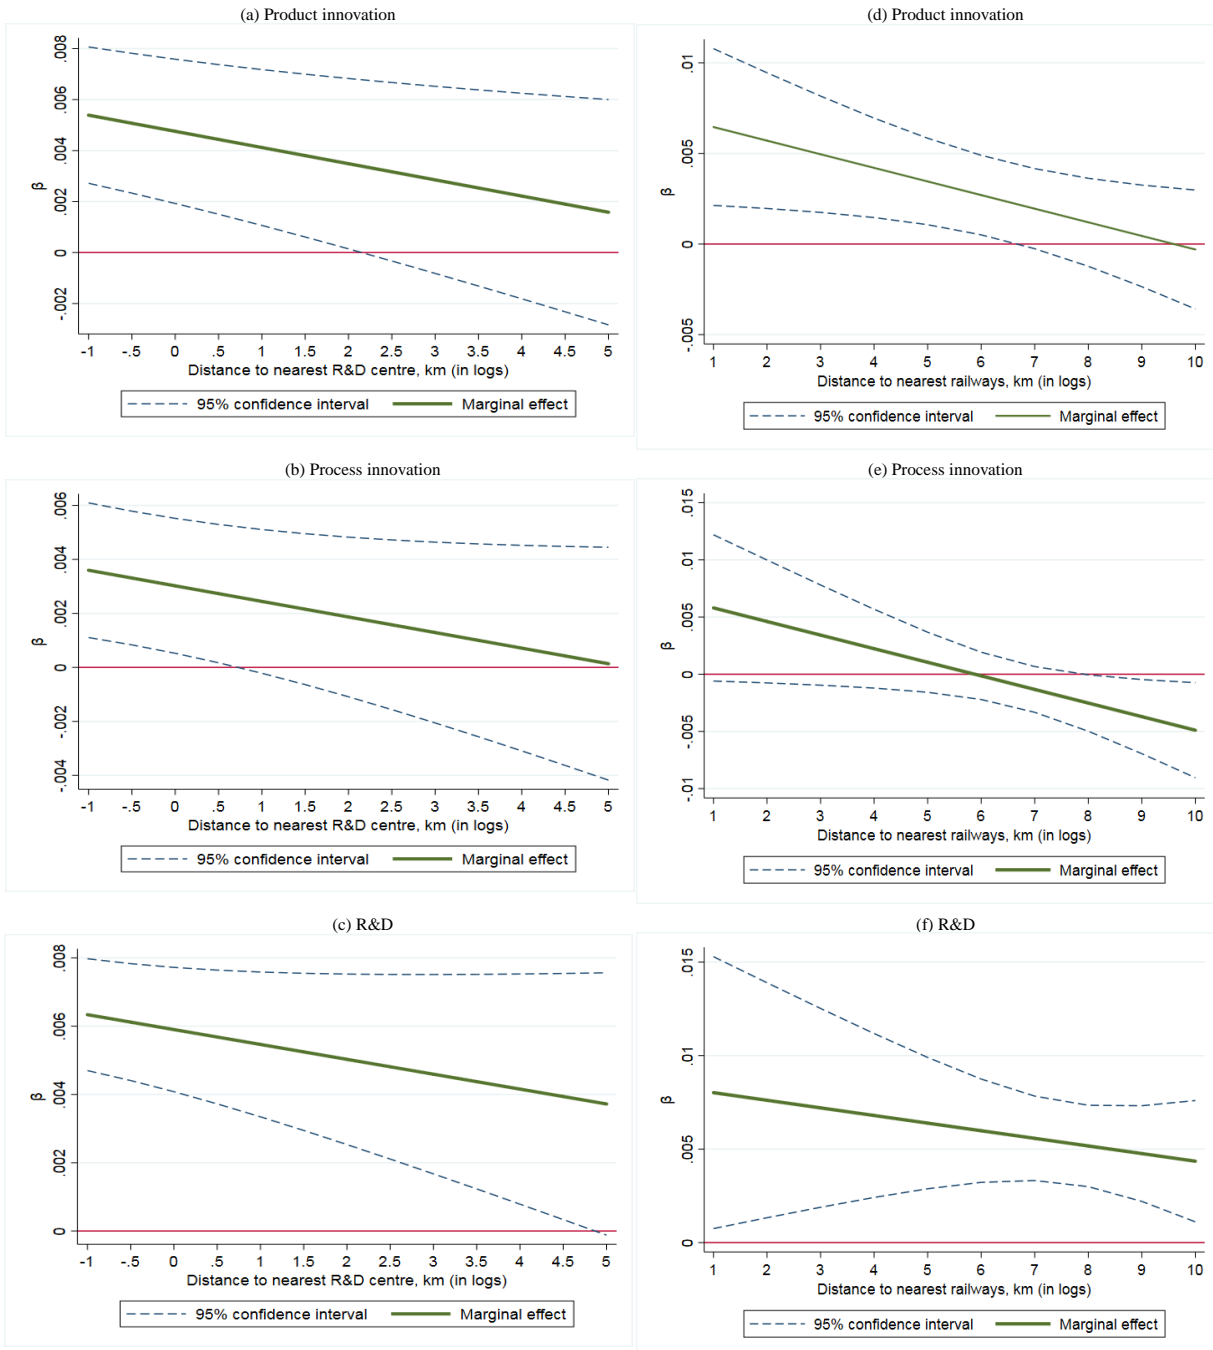 (a) Product innovation
.008
.006
.004
.002
0
-.002
β
-1 -.5 0 .5 1 1.5 2 2.5 3 3.5 4 4.5 5
Distance to nearest R&D centre, km (in logs)
95% confidence interval Marginal effect
(d) Product innovation
.01
.005
0
-.005
β
1 2 3 4 5 6 7 8 9 10
Distance to nearest railways, km (in logs)
95% confidence interval Marginal effect
(b) Process innovation
.006
.004
.002
0
-.002
-.004
β
-1 -.5 0 .5 1 1.5 2 2.5 3 3.5 4 4.5 5
Distance to nearest R&D centre, km (in logs)
95% confidence interval Marginal effect
(e) Process innovation
.015
.01
.005
0
-.005
-.01
β
1 2 3 4 5 6 7 8 9 10
Distance to nearest railways, km (in logs)
95% confidence interval Marginal effect
(c) R&D
.008
.006
.004
.002
0
β
-1 -.5 0 .5 1 1.5 2 2.5 3 3.5 4 4.5 5
Distance to nearest R&D centre, km (in logs)
95% confidence interval Marginal effect
(f) R&D
.015
.01
.005
0
β
1 2 3 4 5 6 7 8 9 10
Distance to nearest railways, km (in logs)
95% confidence interval Marginal effect